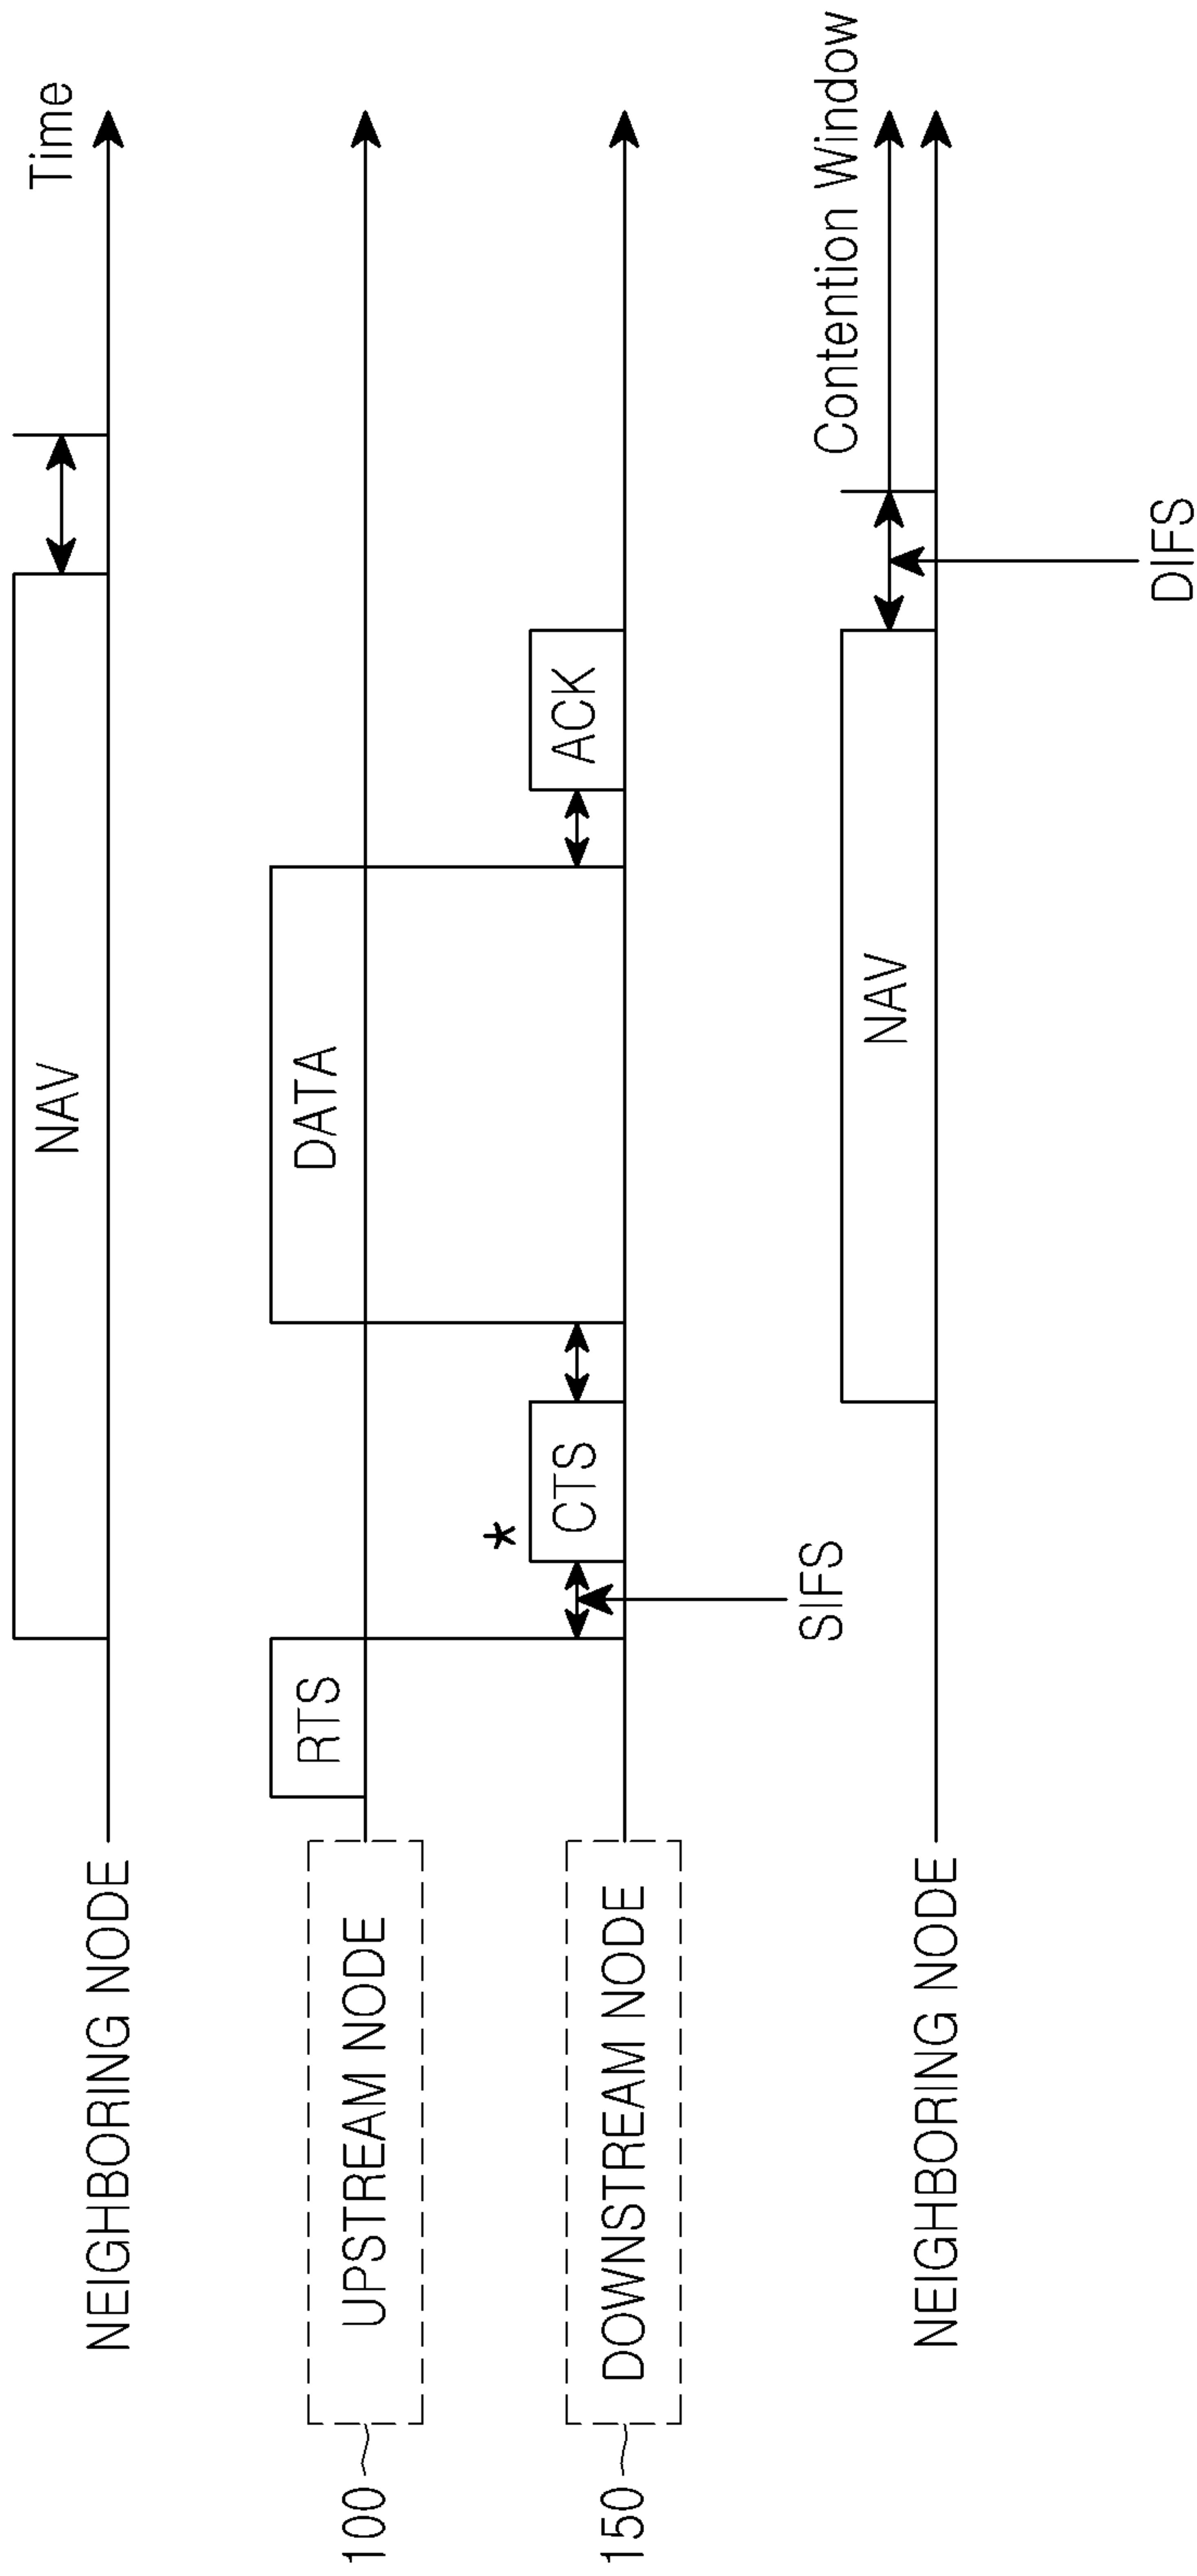 Time
NEIGHBORING NODE
NAV
100
UPSTREAM NODE
RTS
DATA
150
DOWNSTREAM NODE
*
CTS
ACK
SIFS
Contention Window
NEIGHBORING NODE
NAV
DIFS